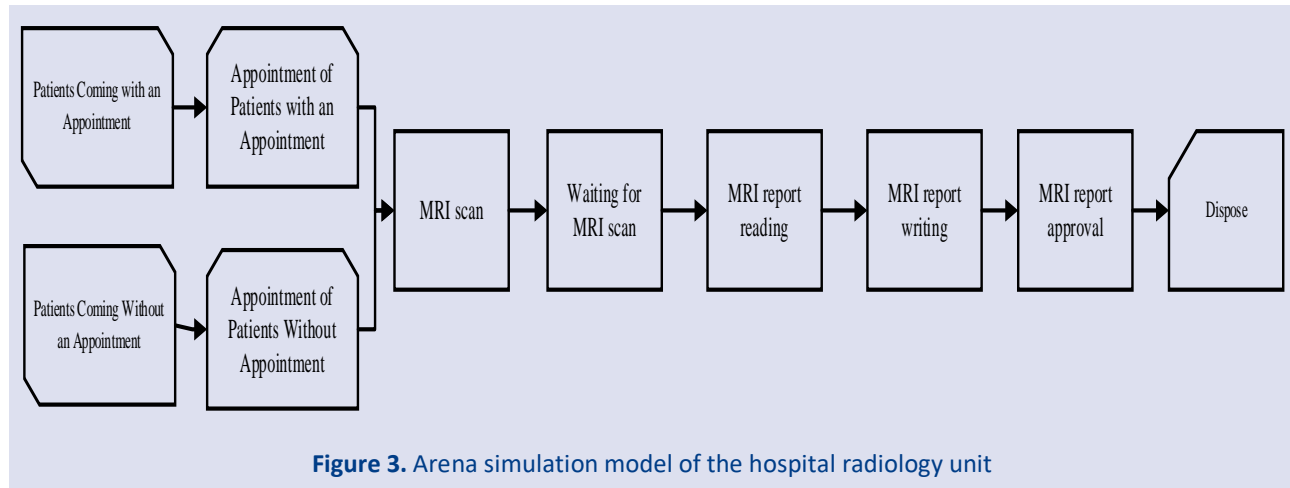 Patients Coming with an
Appointment
Appointment of
Patients with an
Appointment
Patients Coming Without
an Appointment
Appointment of
Patients Without
Appointment
MRI scan
Waiting for
MRI scan
MRI report
reading
MRI report
writing
MRI report
approval
Dispose
Figure 3. Arena simulation model of the hospital radiology unit